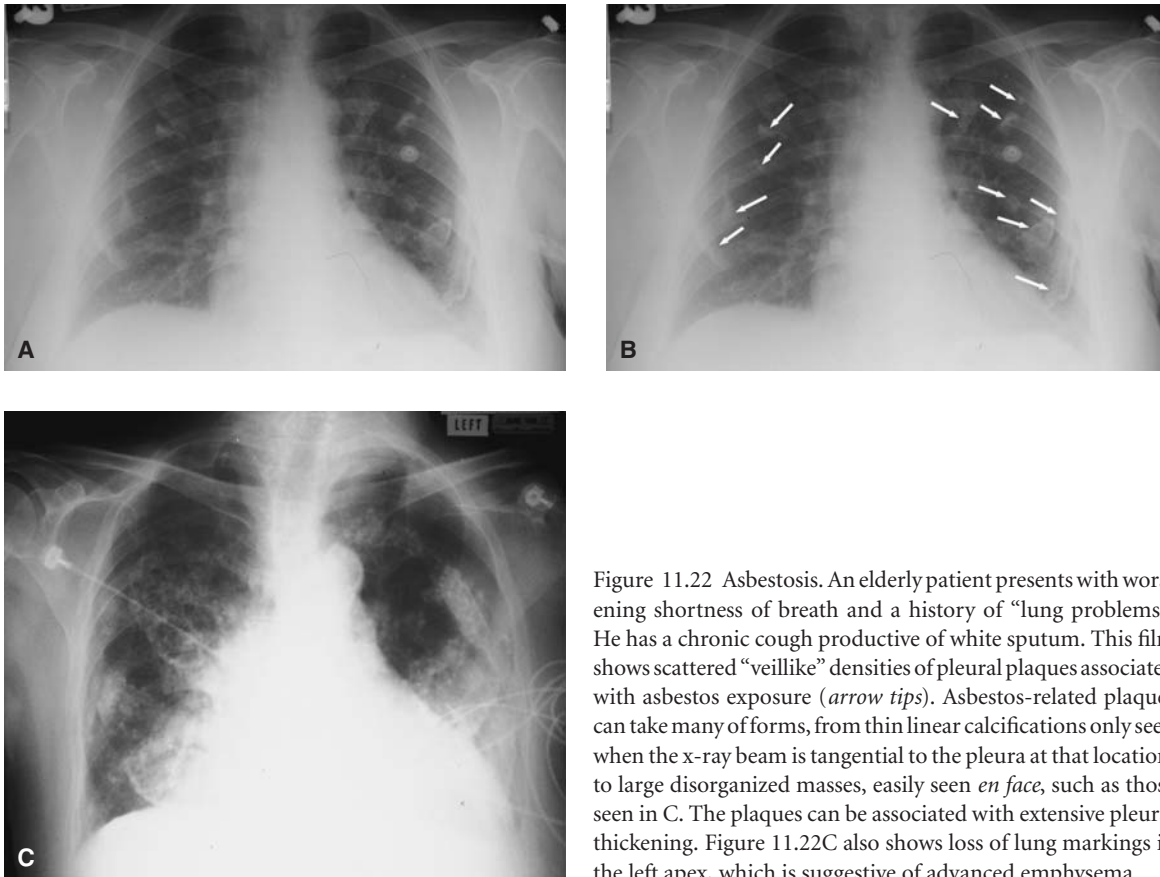 A
B
LEFT
C
Figure 11.22 Asbestosis. An elderly patient presents with wor
ening shortness of breath and a history of “lung problems
He has a chronic cough productive of white sputum. This fil
shows scattered “veillike” densities of pleural plaques associate
with asbestos exposure (arrow tips). Asbestos-related plaqu
can take many of forms, from thin linear calcifications only see
when the x-ray beam is tangential to the pleura at that location
to large disorganized masses, easily seen en face, such as thos
seen in C. The plaques can be associated with extensive pleur
thickening. Figure 11.22C also shows loss of lung markings i
the left apex, which is suggestive of advanced emphysema